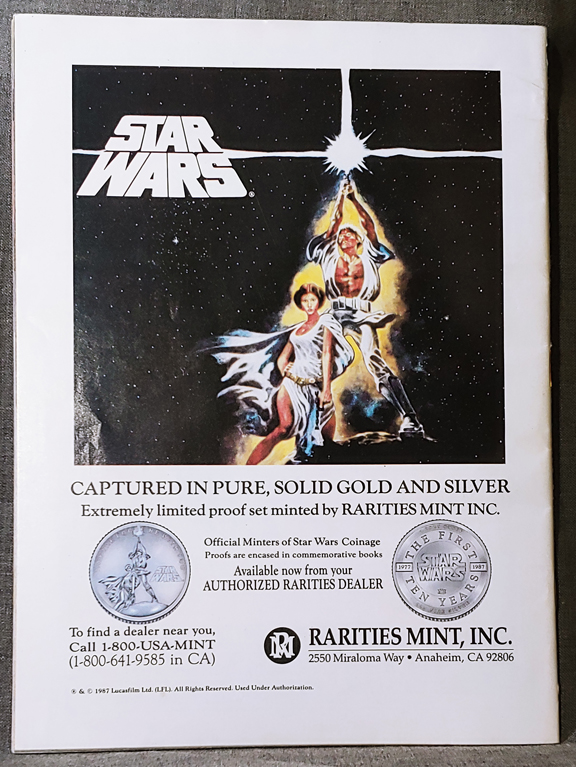 STAR
WARS®
CAPTURED IN PURE, SOLID GOLD AND SILVER
Extremely limited proof set minted by RARITIES MINT INC.
Official Minters of Star Wars Coinage
Proofs are encased in commemorative books
Available now from your
AUTHORIZED RARITIES DEALER
STAR
WARS
THE FIRST
1977 STAR WARS 1987
TEN YEARS
To find a dealer near you,
Call 1-800-USA-MINT
(1-800-641-9585 in CA)
RM
RARITIES MINT, INC.
2550 Miraloma Way • Anaheim, CA 92806
® & © 1987 Lucasfilm Ltd. (LFL). All Rights Reserved. Used Under Authorization.